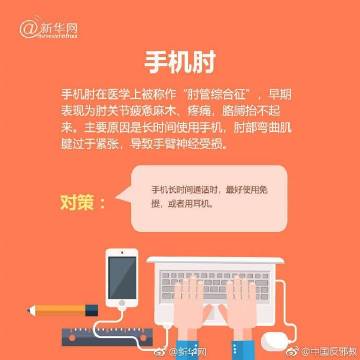 @新华网
手机肘
手机肘在医学上被称作“肘管综合征”，早期
表现为肘关节疲惫麻木、疼痛，胳膊抬不起
来。主要原因是长时间使用手机，肘部弯曲肌
腱过于紧张，导致手臂神经受损。
对策：
手机长时间通话时，最好使用免
提，或者用耳机。
@新华网
@中国反邪教